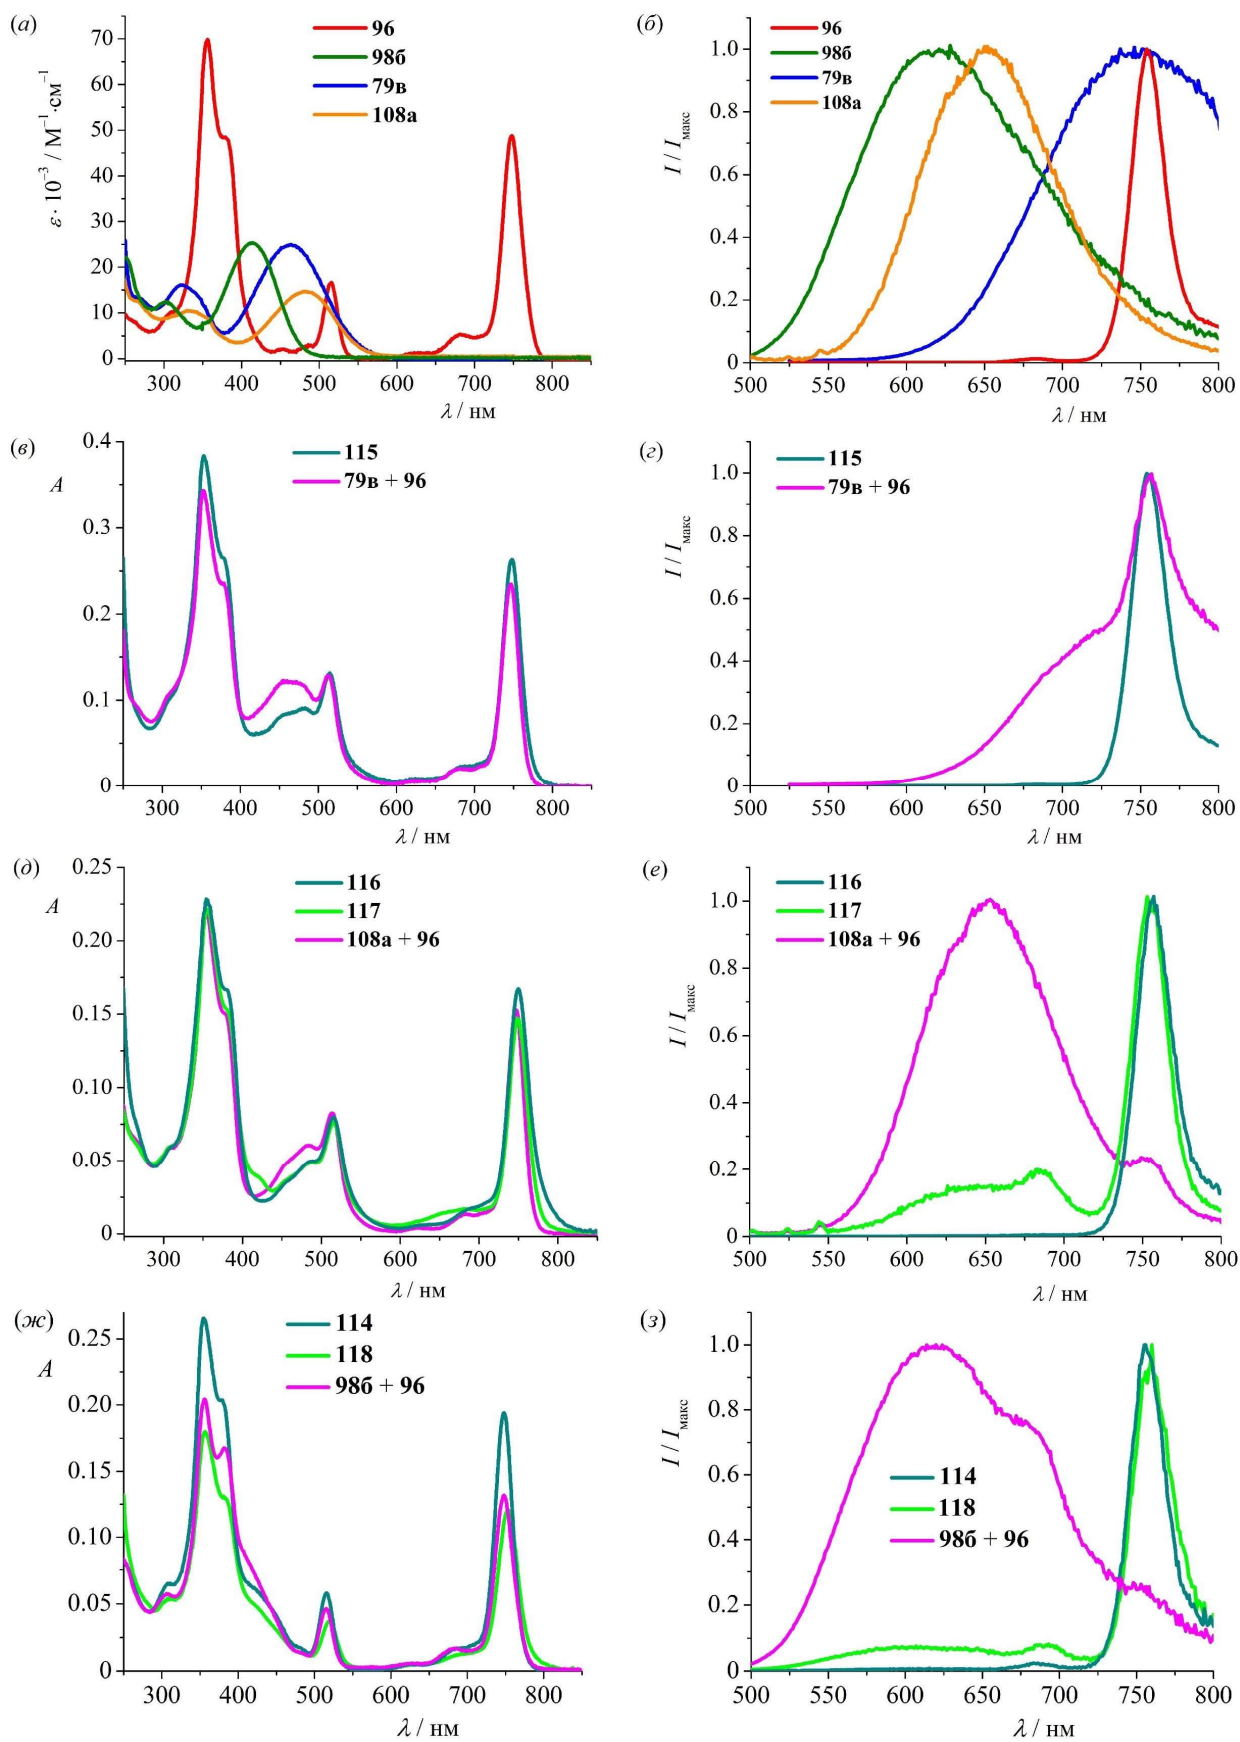 (а)
96
98б
79в
108а
ε · 10⁻³ / М⁻¹·см⁻¹
70
60
50
40
30
20
10
0
300 400 500 600 700 800
λ / нм
(б)
96
98б
79в
108а
I / Iмакс
1.0
0.8
0.6
0.4
0.2
0
500 550 600 650 700 750 800
λ / нм
(в)
115
79в + 96
A
0.4
0.3
0.2
0.1
0
300 400 500 600 700 800
λ / нм
(г)
115
79в + 96
I / Iмакс
1.0
0.8
0.6
0.4
0.2
0
500 550 600 650 700 750 800
λ / нм
(д)
116
117
108а + 96
A
0.25
0.20
0.15
0.10
0.05
0
300 400 500 600 700 800
λ / нм
(е)
116
117
108а + 96
I / Iмакс
1.0
0.8
0.6
0.4
0.2
0
500 550 600 650 700 750 800
λ / нм
(ж)
114
118
98б + 96
A
0.25
0.20
0.15
0.10
0.05
0
300 400 500 600 700 800
λ / нм
(з)
114
118
98б + 96
I / Iмакс
1.0
0.8
0.6
0.4
0.2
0
500 550 600 650 700 750 800
λ / нм